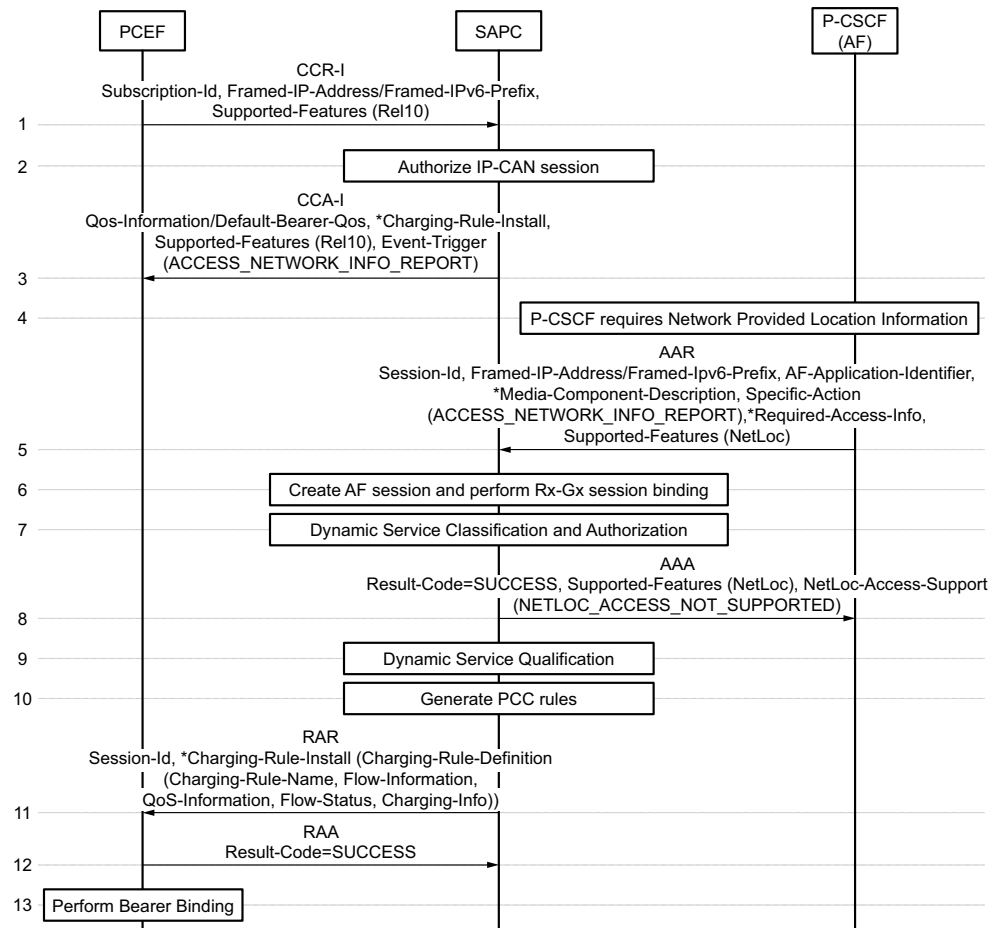 PCEF
SAPC
P-CSCF
(AF)
CCR-I
Subscription-Id, Framed-IP-Address/Framed-IPv6-Prefix,
Supported-Features (Rel10)
1
2
Authorize IP-CAN session
CCA-I
Qos-Information/Default-Bearer-Qos, *Charging-Rule-Install,
Supported-Features (Rel10), Event-Trigger
(ACCESS_NETWORK_INFO_REPORT)
3
4
P-CSCF requires Network Provided Location Information
AAR
Session-Id, Framed-IP-Address/Framed-Ipv6-Prefix, AF-Application-Identifier,
*Media-Component-Description, Specific-Action
(ACCESS_NETWORK_INFO_REPORT),*Required-Access-Info,
Supported-Features (NetLoc)
5
6
Create AF session and perform Rx-Gx session binding
7
Dynamic Service Classification and Authorization
AAA
Result-Code=SUCCESS, Supported-Features (NetLoc), NetLoc-Access-Support
(NETLOC_ACCESS_NOT_SUPPORTED)
8
9
Dynamic Service Qualification
10
Generate PCC rules
RAR
Session-Id, *Charging-Rule-Install (Charging-Rule-Definition
(Charging-Rule-Name, Flow-Information,
QoS-Information, Flow-Status, Charging-Info))
11
RAA
Result-Code=SUCCESS
12
13
Perform Bearer Binding